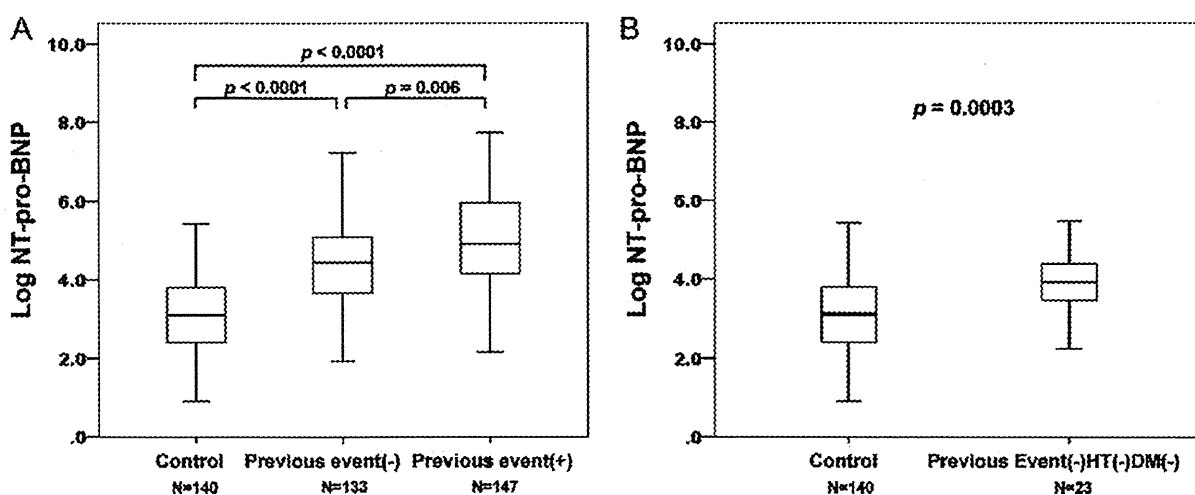 A
B
10.0
8.0
6.0
4.0
2.0
.0
Log NT-pro-BNP
p < 0.0001
p < 0.0001
p = 0.006
Control
Previous event(-)
Previous event(+)
N=140
N=133
N=147
10.0
8.0
6.0
4.0
2.0
.0
Log NT-pro-BNP
p = 0.0003
Control
Previous Event(-)HT(-)DM(-)
N=140
N=23